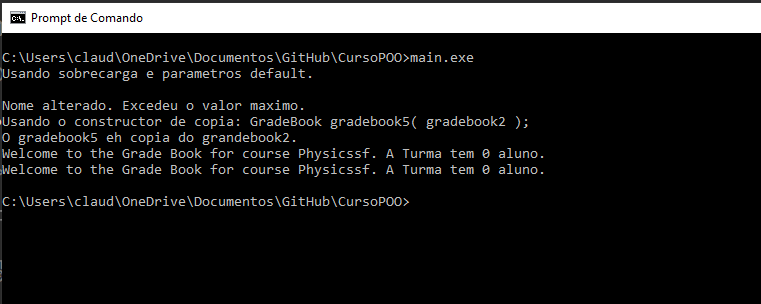 Prompt de Comando
C:\Users\claud\OneDrive\Documentos\GitHub\CursoPOO>main.exe
Usando sobrecarga e parametros default.
Nome alterado. Excedeu o valor maximo.
Usando o constructor de copia: GradeBook gradebook5( gradebook2 );
O gradebook5 eh copia do grandebook2.
Welcome to the Grade Book for course Physicssf. A Turma tem 0 aluno.
Welcome to the Grade Book for course Physicssf. A Turma tem 0 aluno.
C:\Users\claud\OneDrive\Documentos\GitHub\CursoPOO>